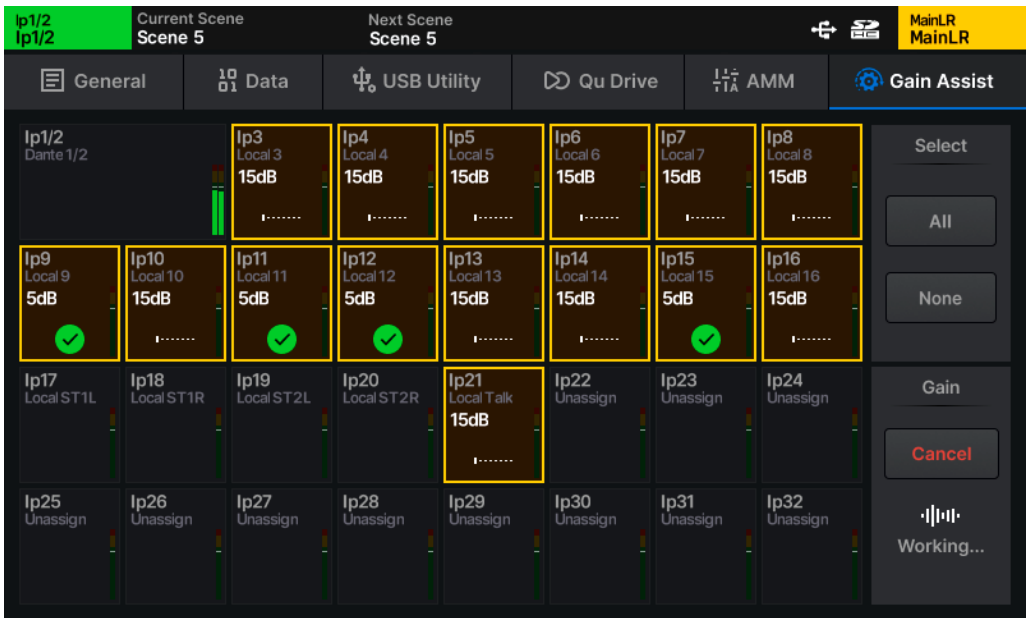 Ip1/2
Ip1/2
Current Scene
Scene 5
Next Scene
Scene 5
MainLR
MainLR
General
Data
USB Utility
Qu Drive
AMM
Gain Assist
Ip1/2
Dante 1/2
Ip3
Local 3
15dB
Ip4
Local 4
15dB
Ip5
Local 5
15dB
Ip6
Local 6
15dB
Ip7
Local 7
15dB
Ip8
Local 8
15dB
Select
All
None
Ip9
Local 9
5dB
Ip10
Local 10
15dB
Ip11
Local 11
5dB
Ip12
Local 12
5dB
Ip13
Local 13
15dB
Ip14
Local 14
15dB
Ip15
Local 15
5dB
Ip16
Local 16
15dB
Ip17
Local ST1L
Ip18
Local ST1R
Ip19
Local ST2L
Ip20
Local ST2R
Ip21
Local Talk
15dB
Ip22
Unassign
Ip23
Unassign
Ip24
Unassign
Gain
Cancel
Working...
Ip25
Unassign
Ip26
Unassign
Ip27
Unassign
Ip28
Unassign
Ip29
Unassign
Ip30
Unassign
Ip31
Unassign
Ip32
Unassign